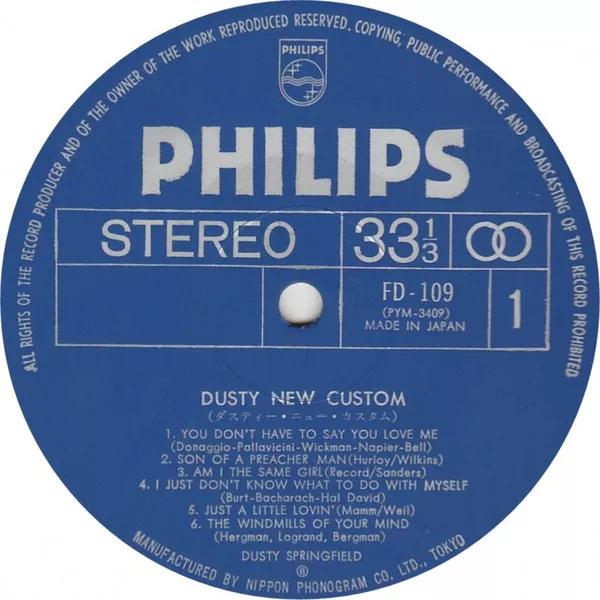 ALL RIGHTS OF THE RECORD PRODUCER AND OF THE OWNER OF THE WORK REPRODUCED RESERVED. COPYING, PUBLIC PERFORMANCE AND BROADCASTING OF THIS RECORD PROHIBITED
PHILIPS
PHILIPS
STEREO
33 1/3
FD-109
(PYM-3409)
MADE IN JAPAN
1
DUSTY NEW CUSTOM
(ダスティー・ニュー・カスタム)
1. YOU DON'T HAVE TO SAY YOU LOVE ME
(Donaggio-Pallavicini-Wickman-Napier-Bell)
2. SON OF A PREACHER MAN(Hurloy/Wilkins)
3. AM I THE SAME GIRL(Record/Sanders)
4. I JUST DON'T KNOW WHAT TO DO WITH MYSELF
(Burt-Bacharach-Hal David)
5. JUST A LITTLE LOVIN'(Mamm/Weil)
6. THE WINDMILLS OF YOUR MIND
(Hergman, Logrand, Bergman)
DUSTY SPRINGFIELD
MANUFACTURED BY NIPPON PHONOGRAM CO. LTD., TOKYO